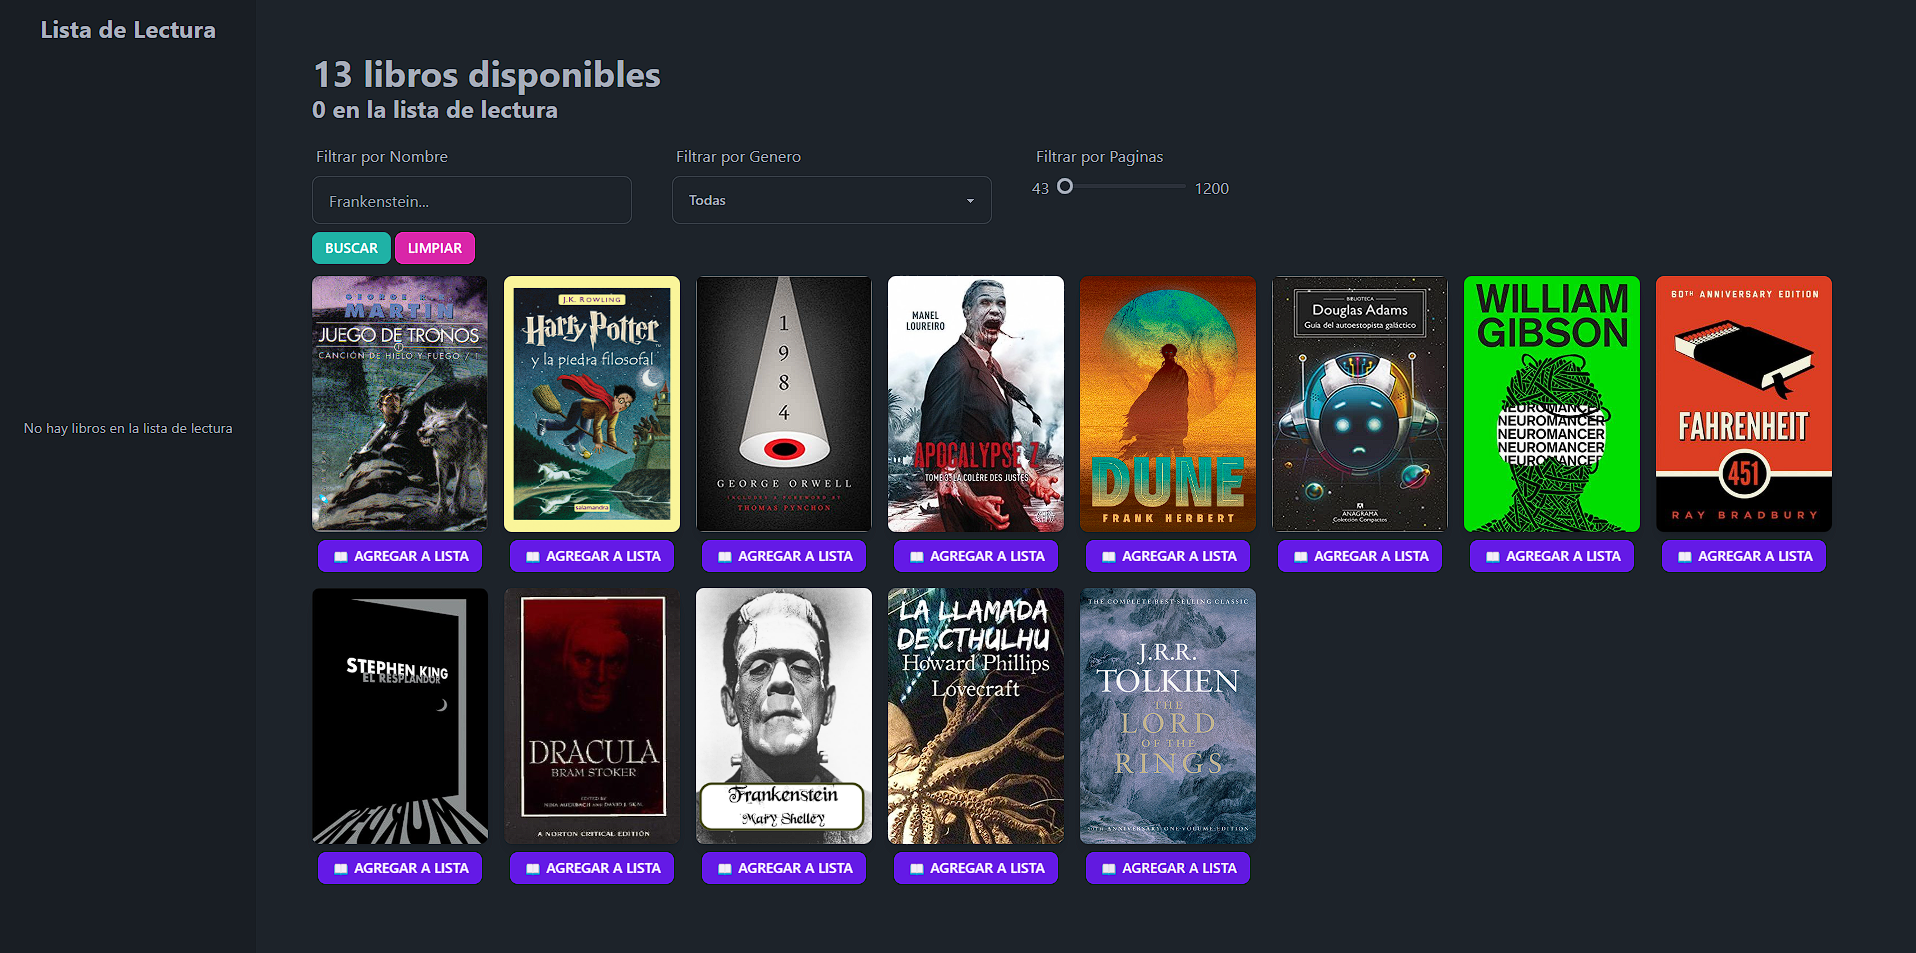 Lista de Lectura
No hay libros en la lista de lectura
13 libros disponibles
0 en la lista de lectura
Filtrar por Nombre
Frankenstein...
Filtrar por Genero
Todas
Filtrar por Paginas
43
1200
BUSCAR
LIMPIAR
GEORGE R. R.
MARTIN
JUEGO DE TRONOS
CANCIÓN DE HIELO Y FUEGO / 1
J.K. ROWLING
Harry Potter
y la piedra filosofal
salamandra
1
9
8
4
GEORGE ORWELL
INCLUDES A FOREWORD BY
THOMAS PYNCHON
MANEL
LOUREIRO
APOCALYPSE Z
TOME 3: LA COLÈRE DES JUSTES
DUNE
FRANK HERBERT
BIBLIOTECA
Douglas Adams
Guía del autoestopista galáctico
ANAGRAMA
Colección Compactos
WILLIAM
GIBSON
NEUROMANCER
NEUROMANCER
NEUROMANCER
NEUROMANCER
NEUROMANCER
60TH ANNIVERSARY EDITION
FAHRENHEIT
451
RAY BRADBURY
📖 AGREGAR A LISTA
📖 AGREGAR A LISTA
📖 AGREGAR A LISTA
📖 AGREGAR A LISTA
📖 AGREGAR A LISTA
📖 AGREGAR A LISTA
📖 AGREGAR A LISTA
📖 AGREGAR A LISTA
STEPHEN KING
EL RESPLANDOR
DRACULA
BRAM STOKER
EDITED BY
NINA AUERBACH AND DAVID J. SKAL
A NORTON CRITICAL EDITION
Frankenstein
Mary Shelley
LA LLAMADA
DE CTHULHU
Howard Phillips
Lovecraft
THE COMPLETE BEST-SELLING CLASSIC
J.R.R.
TOLKIEN
THE
LORD
OF THE
RINGS
50TH ANNIVERSARY ONE-VOLUME EDITION
📖 AGREGAR A LISTA
📖 AGREGAR A LISTA
📖 AGREGAR A LISTA
📖 AGREGAR A LISTA
📖 AGREGAR A LISTA